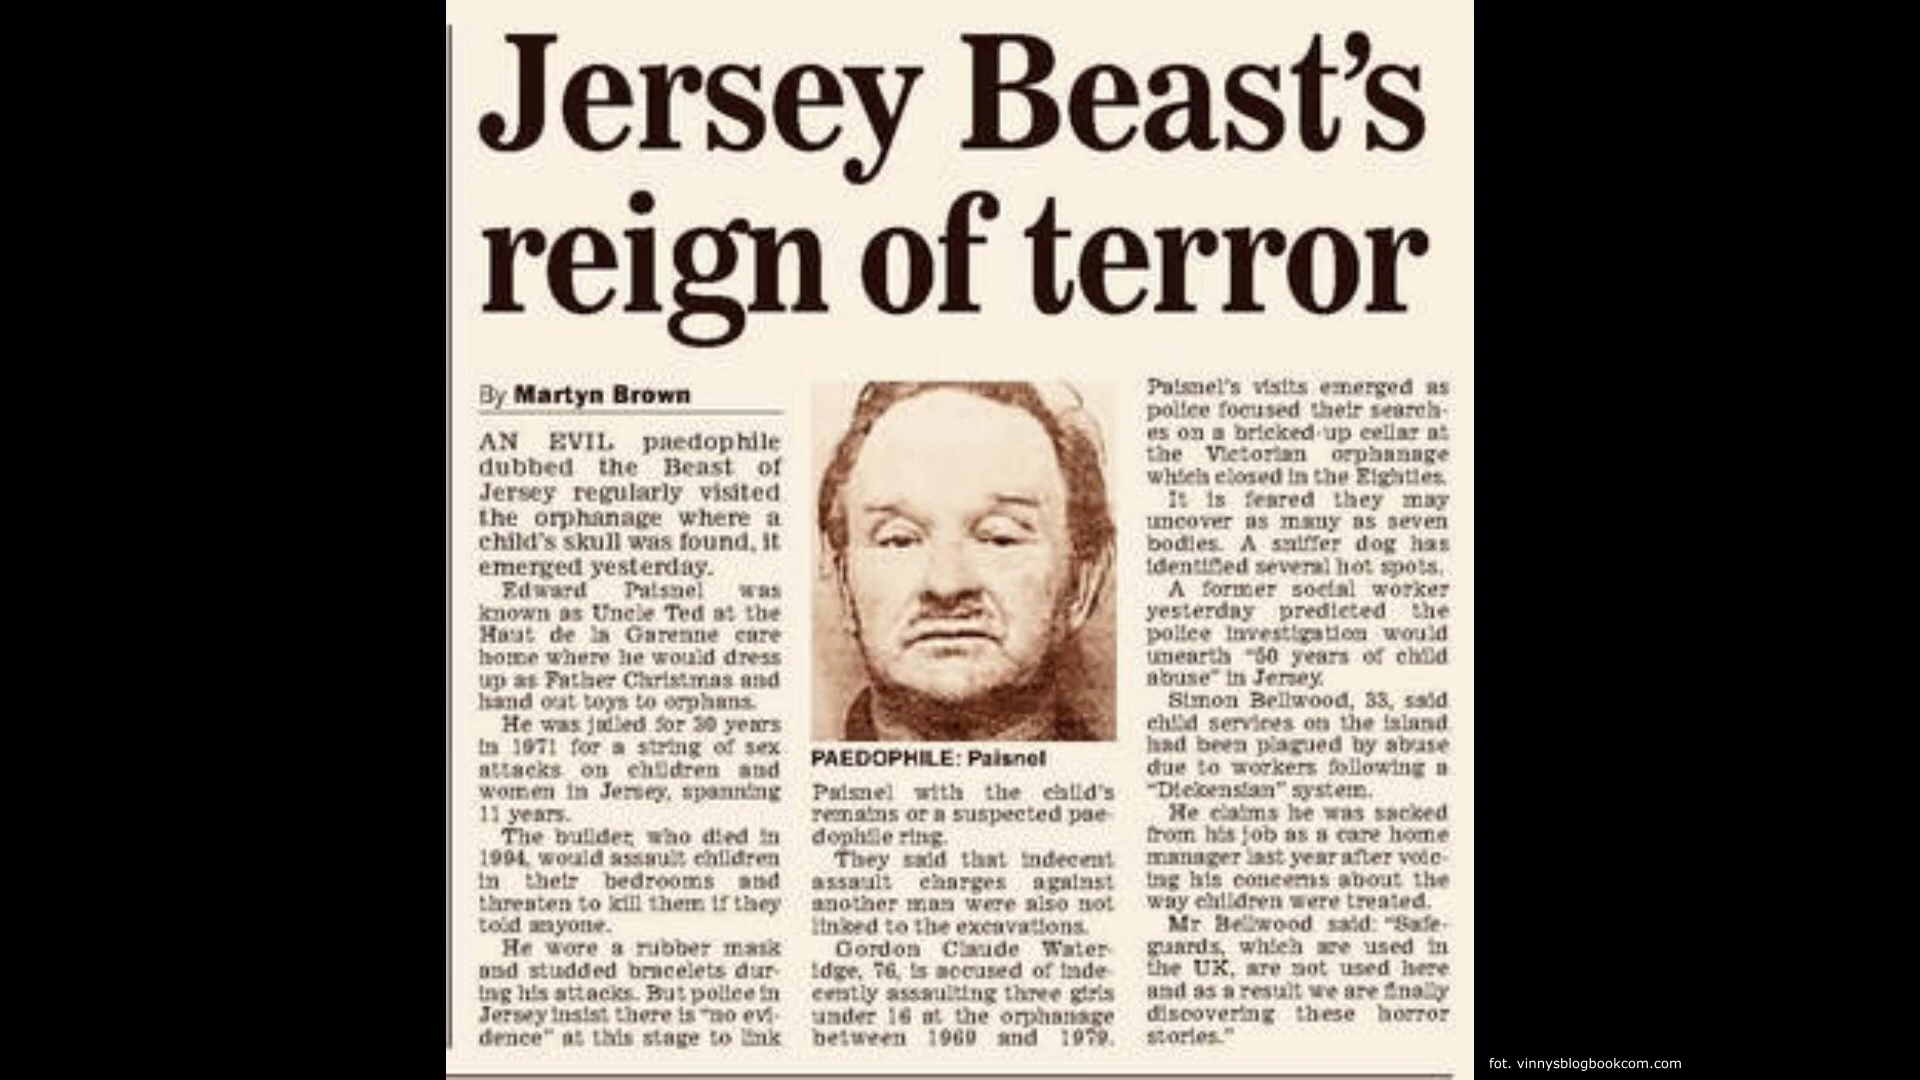 Jersey Beast's
reign of terror
By Martyn Brown
AN EVIL paedophile
dubbed the Beast of
Jersey regularly visited
the orphanage where a
child's skull was found, it
emerged yesterday.
Edward Paisnel was
known as Uncle Ted at the
Haut de la Garenne care
home where he would dress
up as Father Christmas and
hand out toys to orphans.
He was jailed for 30 years
in 1971 for a string of sex
attacks on children and
women in Jersey, spanning
11 years.
The builder, who died in
1994, would assault children
in their bedrooms and
threaten to kill them if they
told anyone.
He wore a rubber mask
and studded bracelets dur-
ing his attacks. But police in
Jersey insist there is "no evi-
dence" at this stage to link
PAEDOPHILE: Paisnel
Paisnel with the child's
remains or a suspected pae-
dophile ring.
They said that indecent
assault charges against
another man were also not
linked to the excavations.
Gordon Claude Water-
idge, 76, is accused of inde-
cently assaulting three girls
under 16 at the orphanage
between 1969 and 1979.
Paisnel's visits emerged as
police focused their search-
es on a bricked-up cellar at
the Victorian orphanage
which closed in the Eighties.
It is feared they may
uncover as many as seven
bodies. A sniffer dog has
identified several hot spots.
A former social worker
yesterday predicted the
police investigation would
unearth "50 years of child
abuse" in Jersey.
Simon Bellwood, 33, said
child services on the island
had been plagued by abuse
due to workers following a
"Dickensian" system.
He claims he was sacked
from his job as a care home
manager last year after voic-
ing his concerns about the
way children were treated.
Mr Bellwood said: "Safe-
guards, which are used in
the UK, are not used here
and as a result we are finally
discovering these horror
stories."
fot. vinnysblogbookcom.com